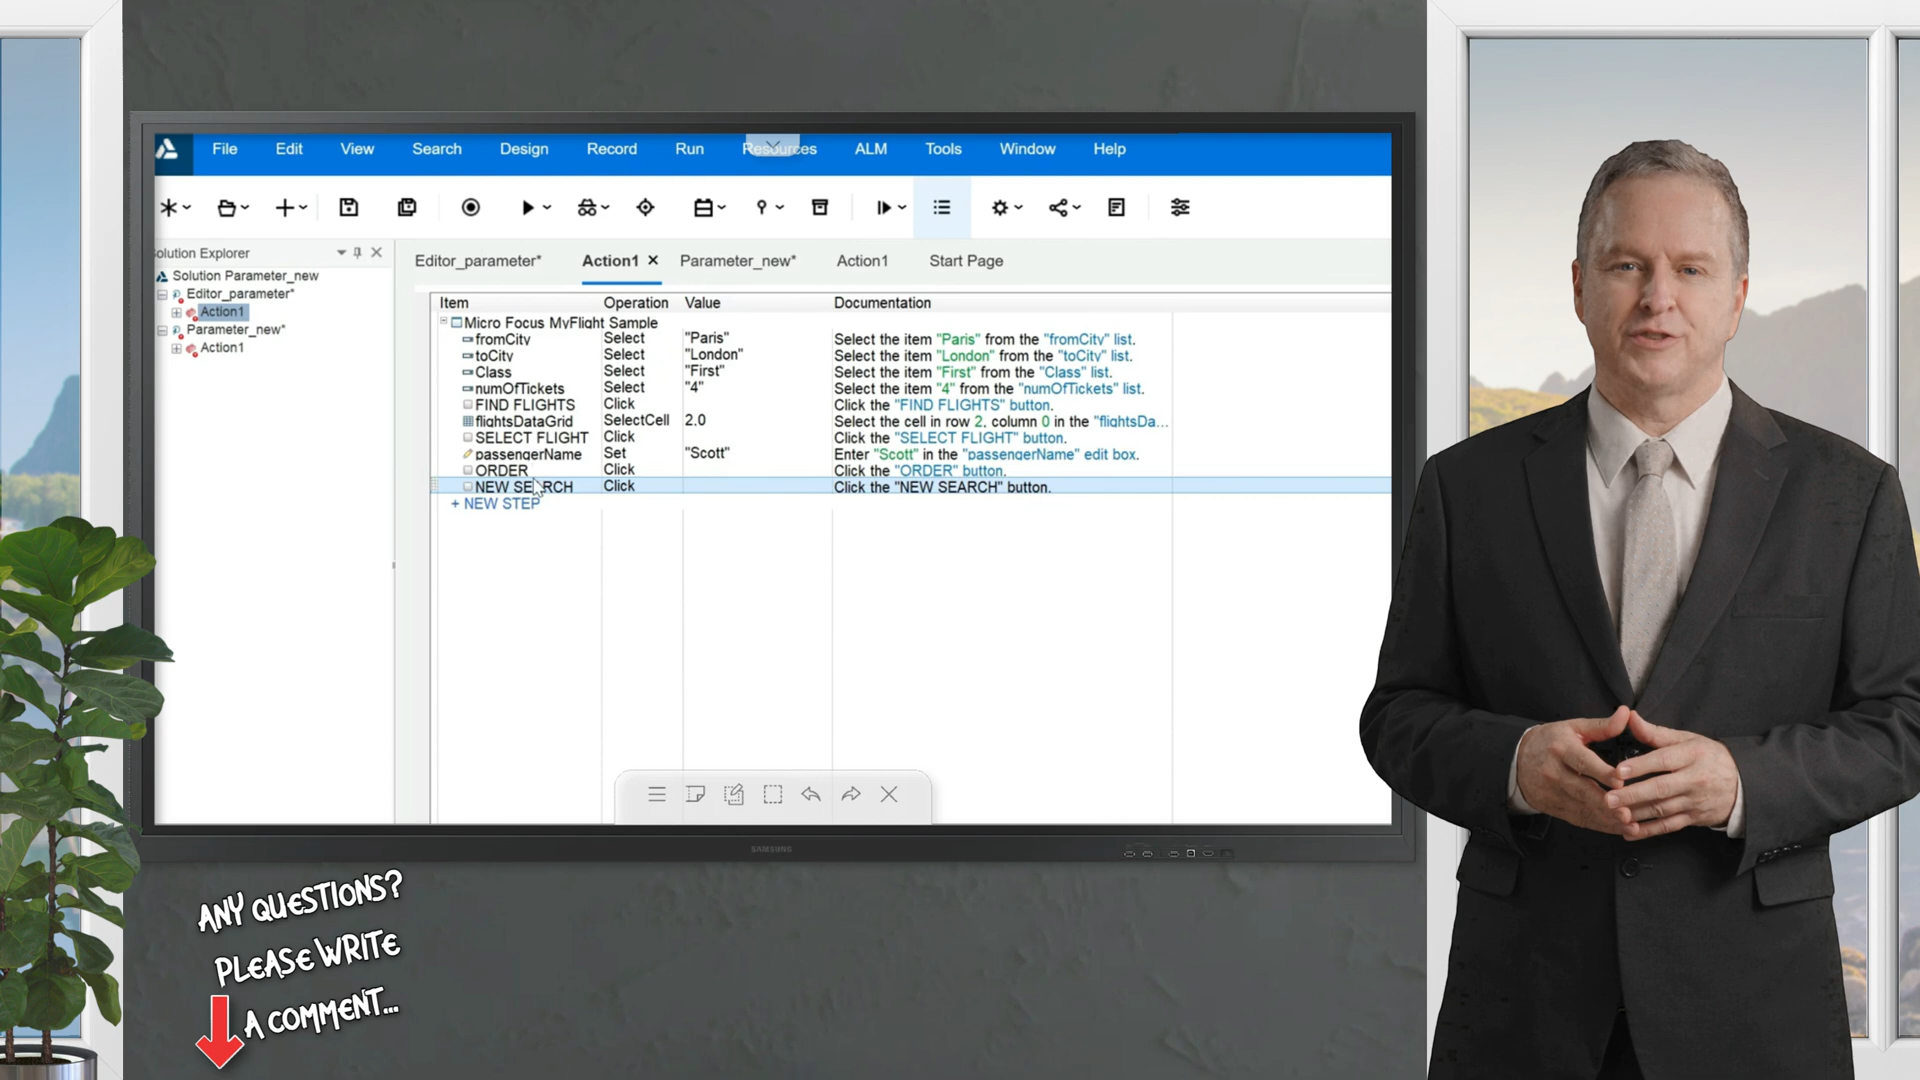 File Edit View Search Design Record Run Resources ALM Tools Window Help
olution Explorer
Solution Parameter_new
Editor_parameter*
Action1
Parameter_new*
Action1
Editor_parameter* Action1 Parameter_new* Action1 Start Page
Item Operation Value Documentation
Micro Focus MyFlight Sample
fromCity Select "Paris" Select the item "Paris" from the "fromCity" list.
toCity Select "London" Select the item "London" from the "toCity" list.
Class Select "First" Select the item "First" from the "Class" list.
numOfTickets Select "4" Select the item "4" from the "numOfTickets" list.
FIND FLIGHTS Click Click the "FIND FLIGHTS" button.
flightsDataGrid SelectCell 2.0 Select the cell in row 2, column 0 in the "flightsDa...
SELECT FLIGHT Click Click the "SELECT FLIGHT" button.
passengerName Set "Scott" Enter "Scott" in the "passengerName" edit box.
ORDER Click Click the "ORDER" button.
NEW SEARCH Click Click the "NEW SEARCH" button.
+ NEW STEP
SAMSUNG
ANY QUESTIONS?
PLEASE WRITE
A COMMENT...